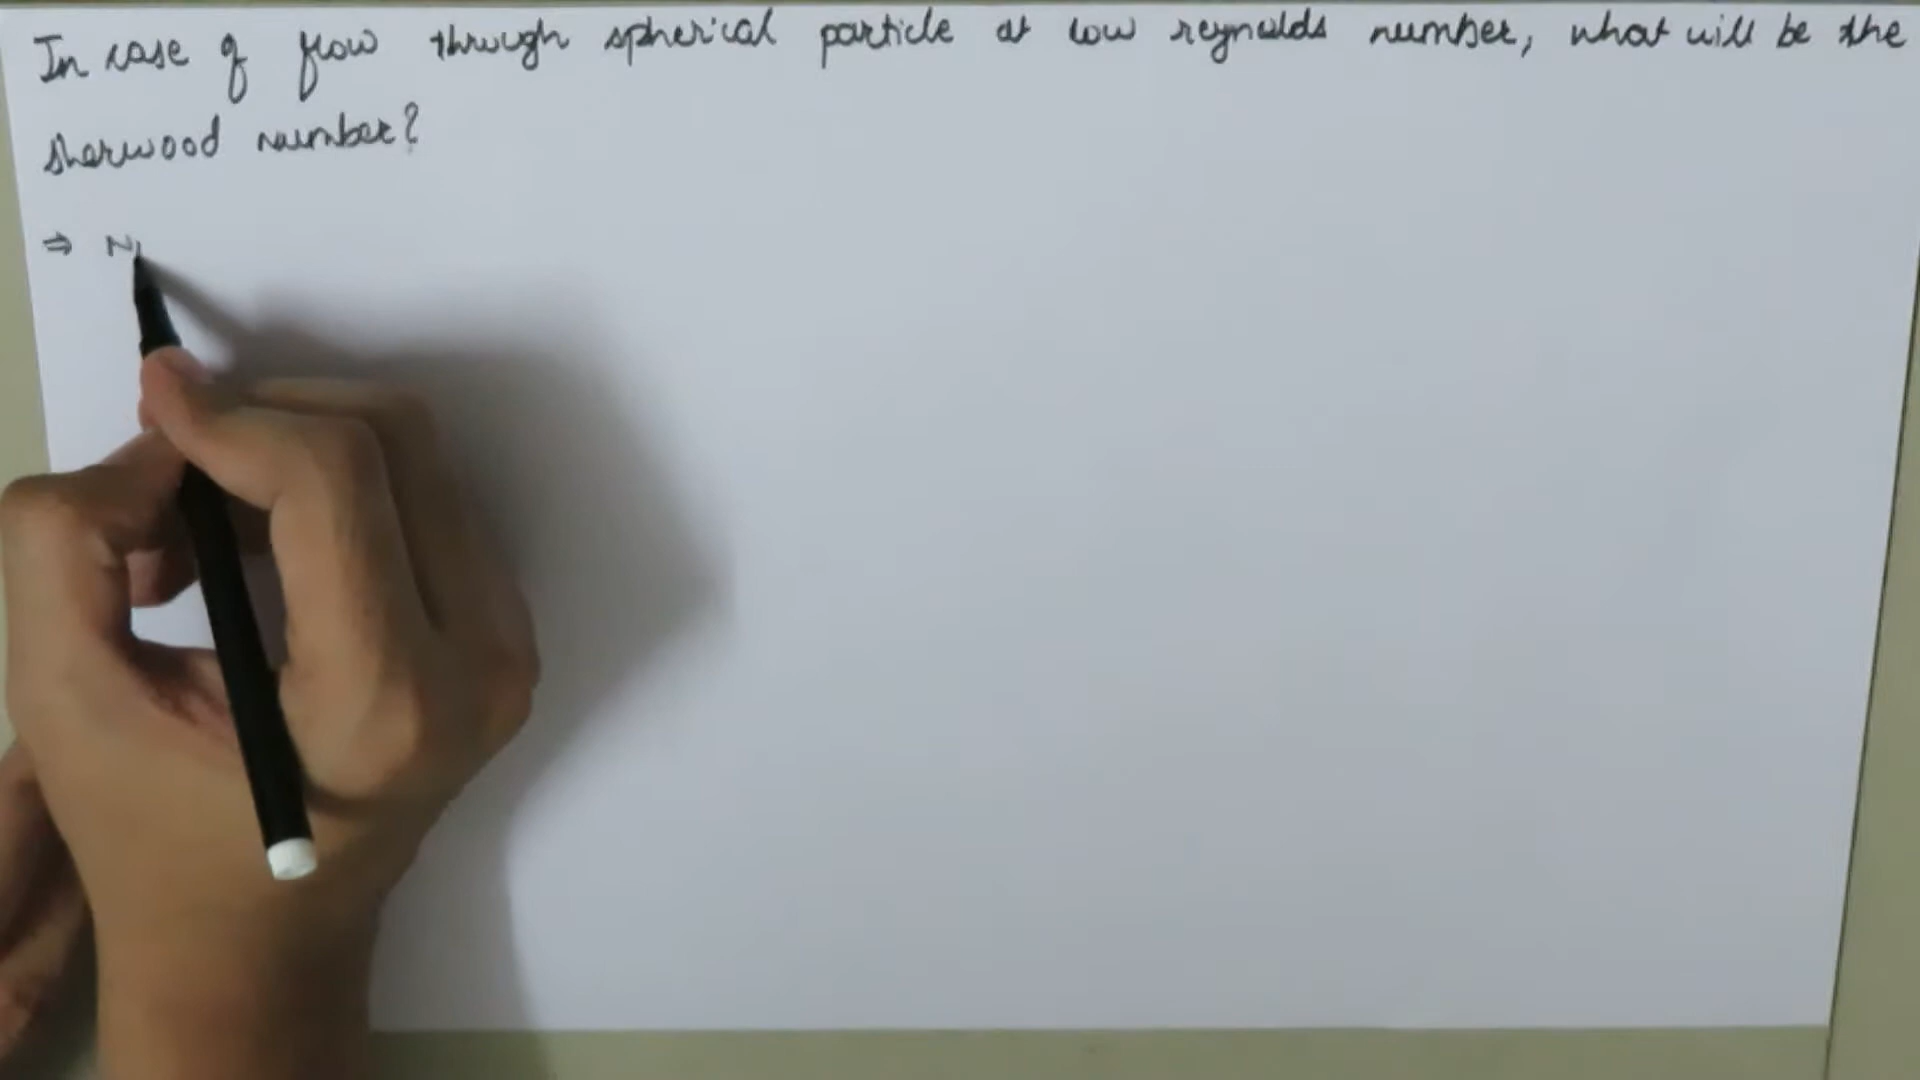 In case of flow through spherical particle at low reynolds number, what will be the
sherwood number?
⇒ N